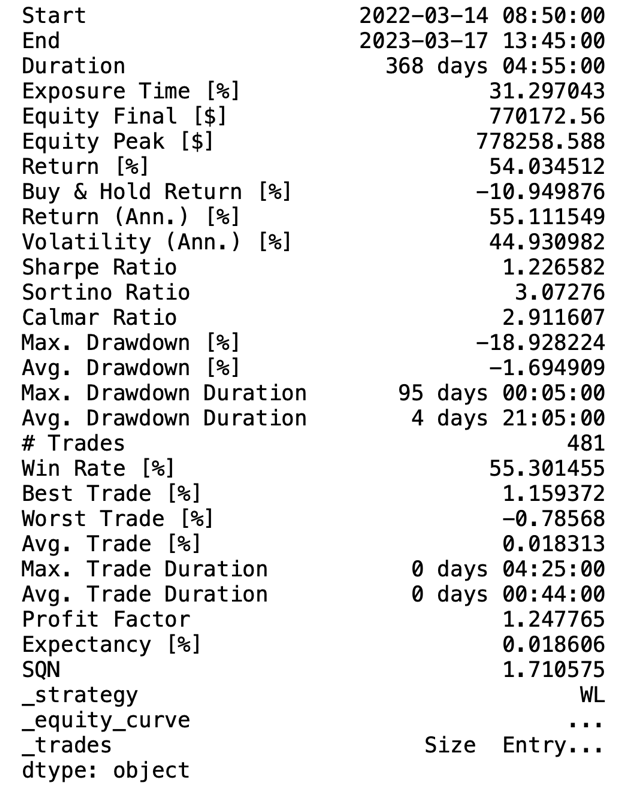 Start 2022-03-14 08:50:00
End 2023-03-17 13:45:00
Duration 368 days 04:55:00
Exposure Time [%] 31.297043
Equity Final [$] 770172.56
Equity Peak [$] 778258.588
Return [%] 54.034512
Buy & Hold Return [%] -10.949876
Return (Ann.) [%] 55.111549
Volatility (Ann.) [%] 44.930982
Sharpe Ratio 1.226582
Sortino Ratio 3.07276
Calmar Ratio 2.911607
Max. Drawdown [%] -18.928224
Avg. Drawdown [%] -1.694909
Max. Drawdown Duration 95 days 00:05:00
Avg. Drawdown Duration 4 days 21:05:00
# Trades 481
Win Rate [%] 55.301455
Best Trade [%] 1.159372
Worst Trade [%] -0.78568
Avg. Trade [%] 0.018313
Max. Trade Duration 0 days 04:25:00
Avg. Trade Duration 0 days 00:44:00
Profit Factor 1.247765
Expectancy [%] 0.018606
SQN 1.710575
_strategy WL
_equity_curve ...
_trades Size Entry...
dtype: object